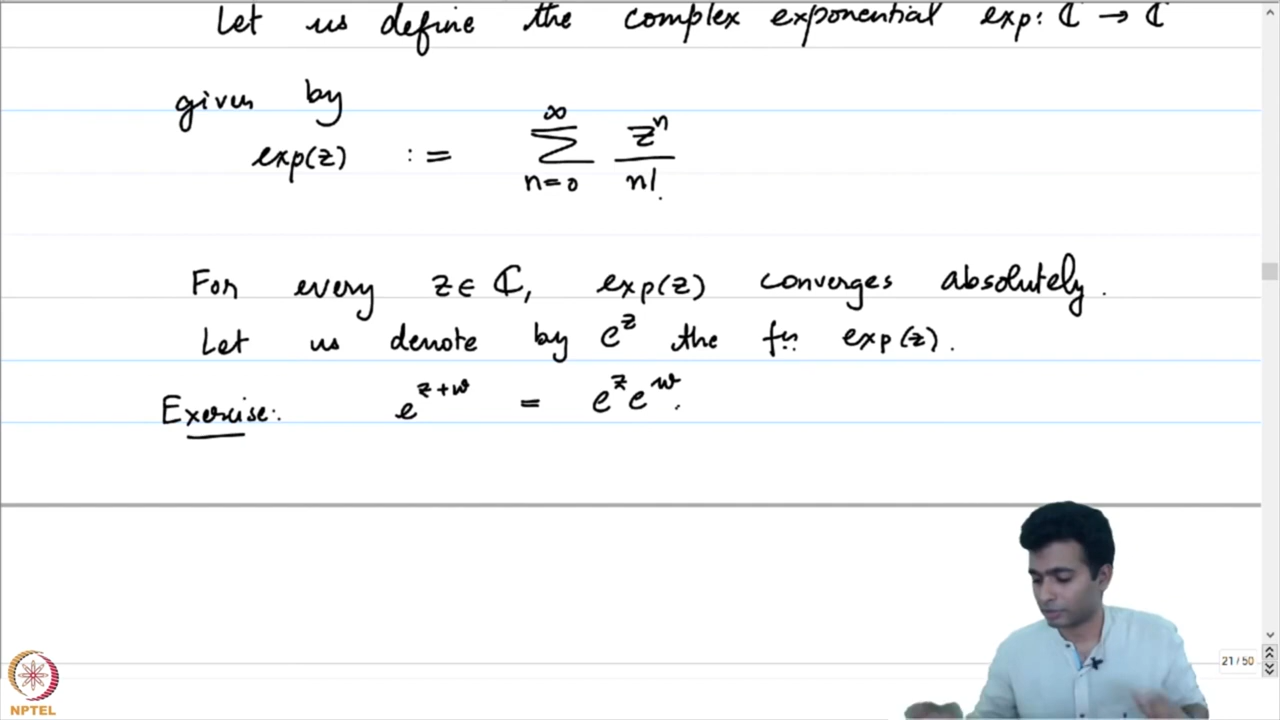 Let us define the complex exponential exp: ℂ → ℂ
given by
exp(z) := ∞ ∑ n=0 zⁿ / n!.
For every z ∈ ℂ, exp(z) converges absolutely.
Let us denote by e^z the fn. exp(z).
Exercise: e^{z+w} = e^z e^w.
21 / 50
NPTEL